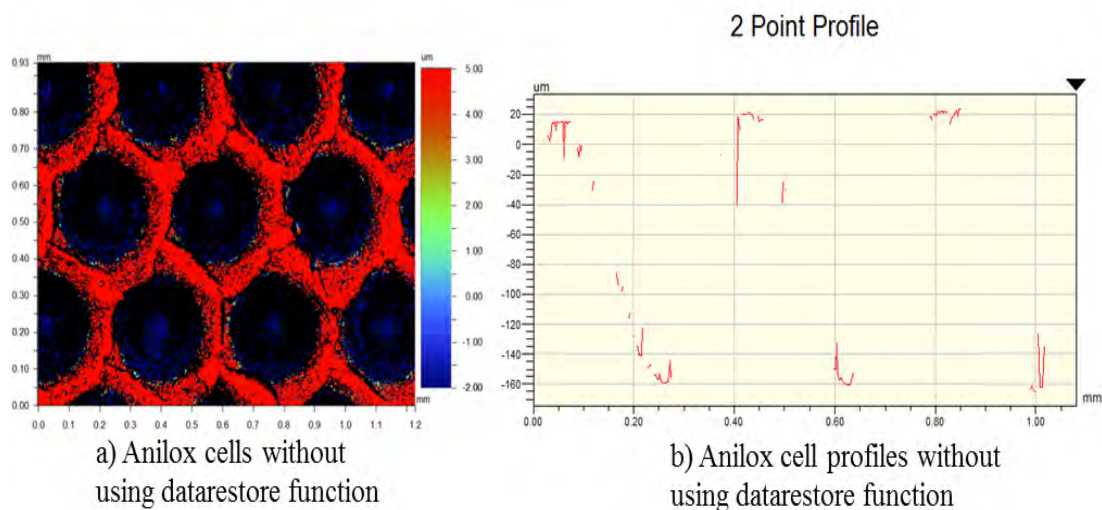 2 Point Profile
mm
um
0.93
0.80
0.70
0.60
0.50
0.40
0.30
0.20
0.10
0.00
0.0 0.1 0.2 0.3 0.4 0.5 0.6 0.7 0.8 0.9 1.0 1.2
mm
5.00
4.00
3.00
2.00
1.00
0.00
-1.00
-2.00
um
20
0
-20
-40
-60
-80
-100
-120
-140
-160
0.00 0.20 0.40 0.60 0.80 1.00
mm
a) Anilox cells without
using datarestore function
b) Anilox cell profiles without
using datarestore function